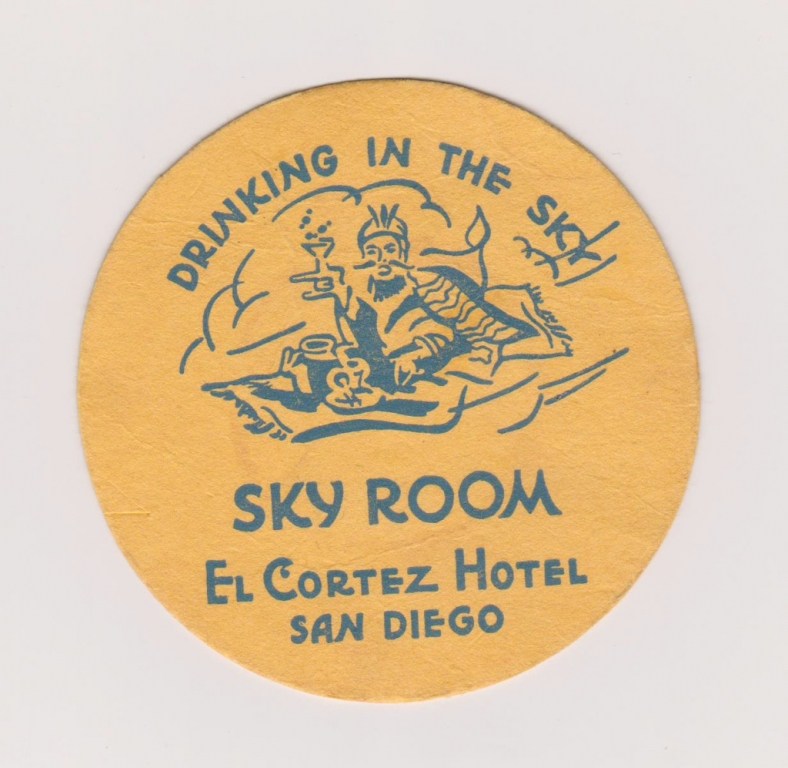 DRINKING IN THE SKY
SKY ROOM
EL CORTEZ HOTEL
SAN DIEGO